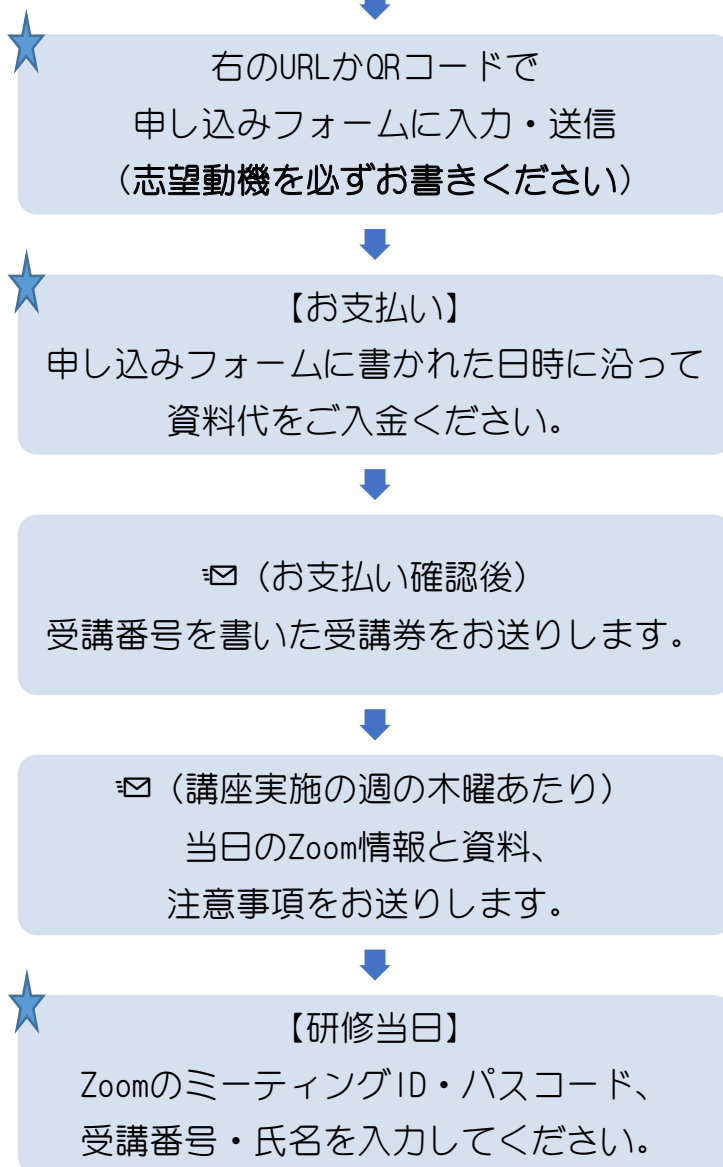 右のURLかQRコードで
申し込みフォームに入力・送信
（志望動機を必ずお書きください）
【お支払い】
申し込みフォームに書かれた日時に沿って
資料代をご入金ください。
（お支払い確認後）
受講番号を書いた受講券をお送りします。
（講座実施の週の木曜あたり）
当日のZoom情報と資料、
注意事項をお送りします。
【研修当日】
ZoomのミーティングID・パスコード、
受講番号・氏名を入力してください。